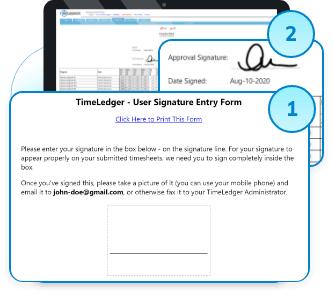 2
Approval Signature:
Date Signed: Aug-10-2020
1
TimeLedger - User Signature Entry Form
Click Here to Print This Form
Please enter your signature in the box below - on the signature line. For your signature to
appear properly on your submitted timesheets, we need you to sign completely inside the
box.
Once you've signed this, please take a picture of it (you can use your mobile phone) and
email it to john-doe@gmail.com, or otherwise fax it to your TimeLedger Administrator.